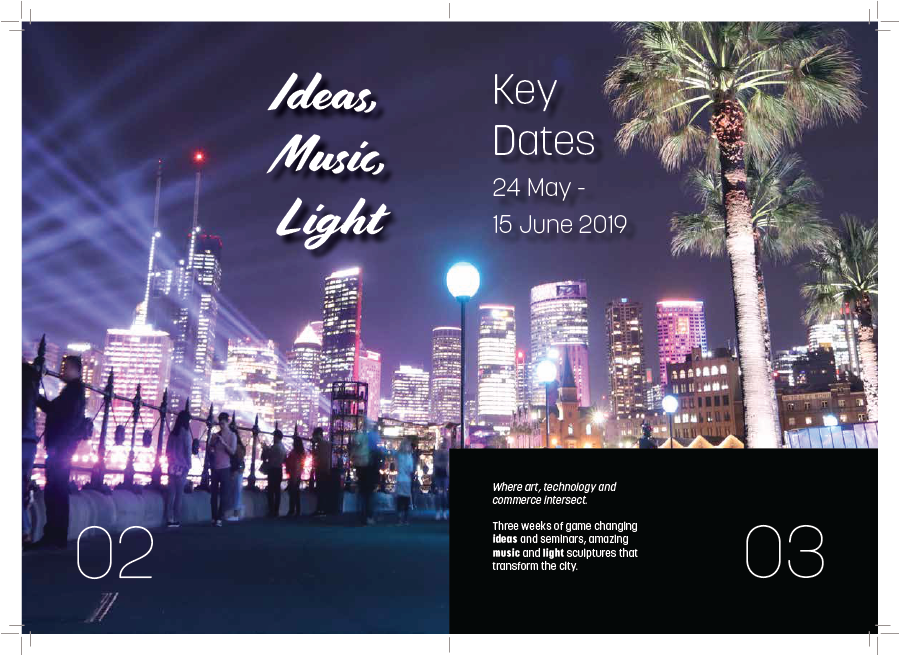 Ideas,
Music,
Light
02
Key
Dates
24 May -
15 June 2019
Where art, technology and
commerce intersect.
Three weeks of game changing
ideas and seminars, amazing
music and light sculptures that
transform the city.
03